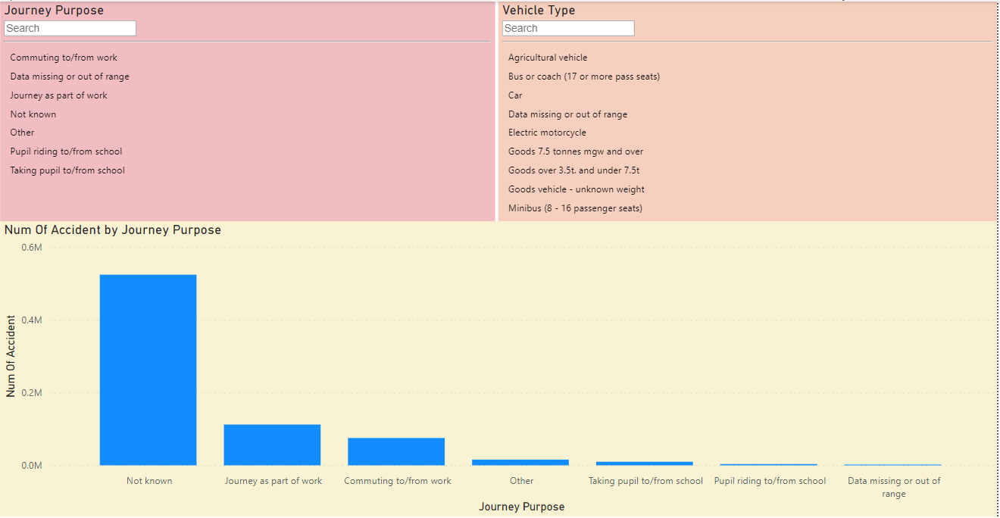 Journey Purpose
Search
Commuting to/from work
Data missing or out of range
Journey as part of work
Not known
Other
Pupil riding to/from school
Taking pupil to/from school
Vehicle Type
Search
Agricultural vehicle
Bus or coach (17 or more pass seats)
Car
Data missing or out of range
Electric motorcycle
Goods 7.5 tonnes mgw and over
Goods over 3.5t. and under 7.5t
Goods vehicle - unknown weight
Minibus (8 - 16 passenger seats)
Num Of Accident by Journey Purpose
Num Of Accident
0.6M
0.4M
0.2M
0.0M
Not known
Journey as part of work
Commuting to/from work
Other
Taking pupil to/from school
Pupil riding to/from school
Data missing or out of
range
Journey Purpose